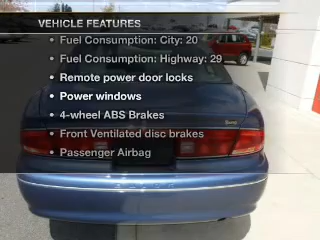 VEHICLE FEATURES
• Fuel Consumption: City: 20
• Fuel Consumption: Highway: 29
• Remote power door locks
• Power windows
• 4-wheel ABS Brakes
• Front Ventilated disc brakes
• Passenger Airbag